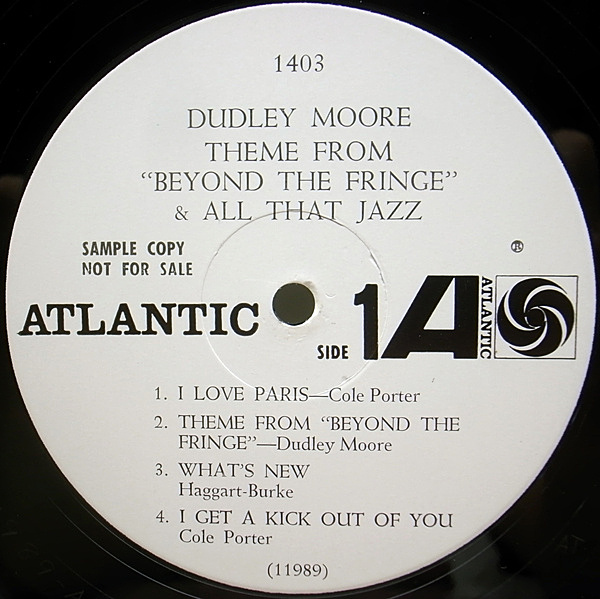 1403
DUDLEY MOORE
THEME FROM
“BEYOND THE FRINGE”
& ALL THAT JAZZ
SAMPLE COPY
NOT FOR SALE
®
ATLANTIC
SIDE 1
A
ATLANTIC
1. I LOVE PARIS—Cole Porter
2. THEME FROM “BEYOND THE
FRINGE”—Dudley Moore
3. WHAT’S NEW
Haggart-Burke
4. I GET A KICK OUT OF YOU
Cole Porter
(11989)